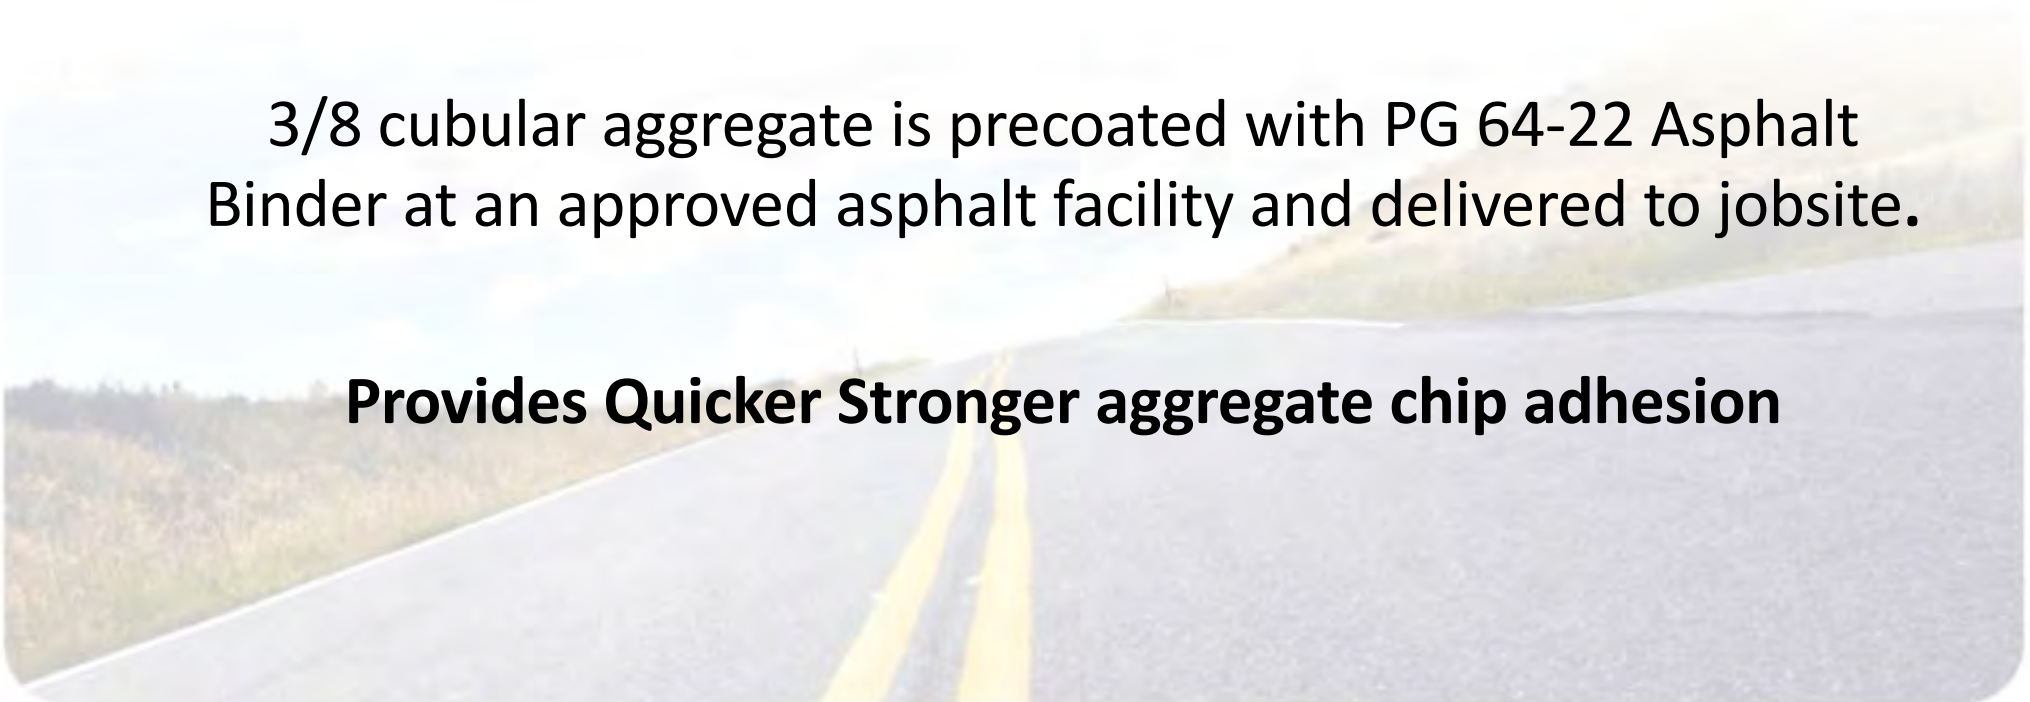 3/8 cubular aggregate is precoated with PG 64-22 Asphalt
Binder at an approved asphalt facility and delivered to jobsite.
Provides Quicker Stronger aggregate chip adhesion